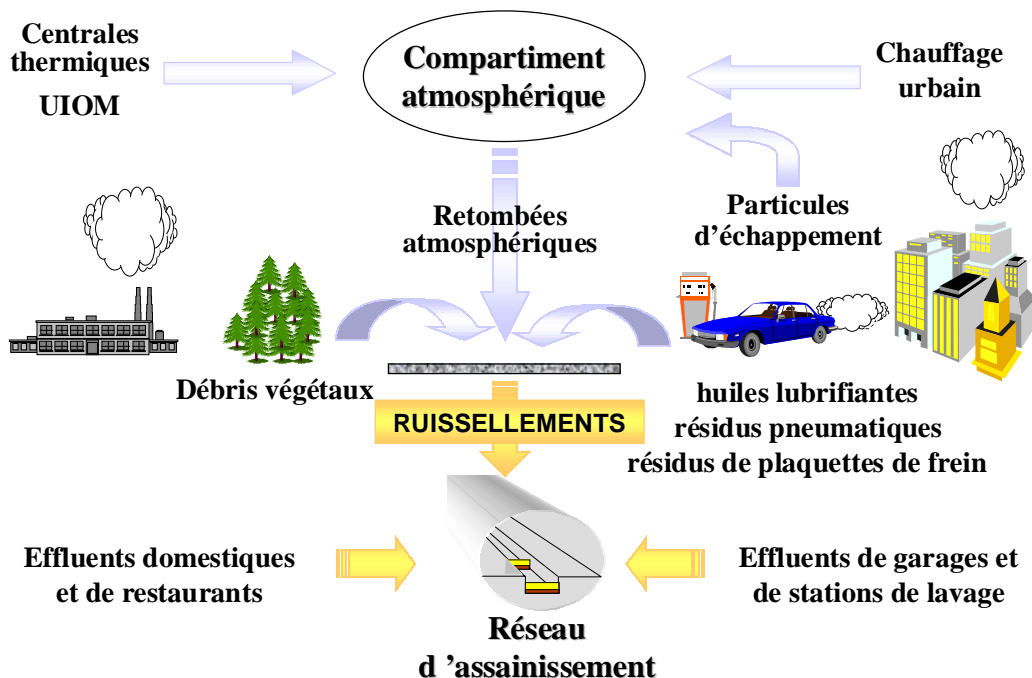 Centrales
thermiques
UIOM
Compartiment
atmosphérique
Chauffage
urbain
Retombées
atmosphériques
Particules
d’échappement
Débris végétaux
huiles lubrifiantes
résidus pneumatiques
résidus de plaquettes de frein
RUISSELLEMENTS
Effluents domestiques
et de restaurants
Effluents de garages et
de stations de lavage
Réseau
d ’assainissement